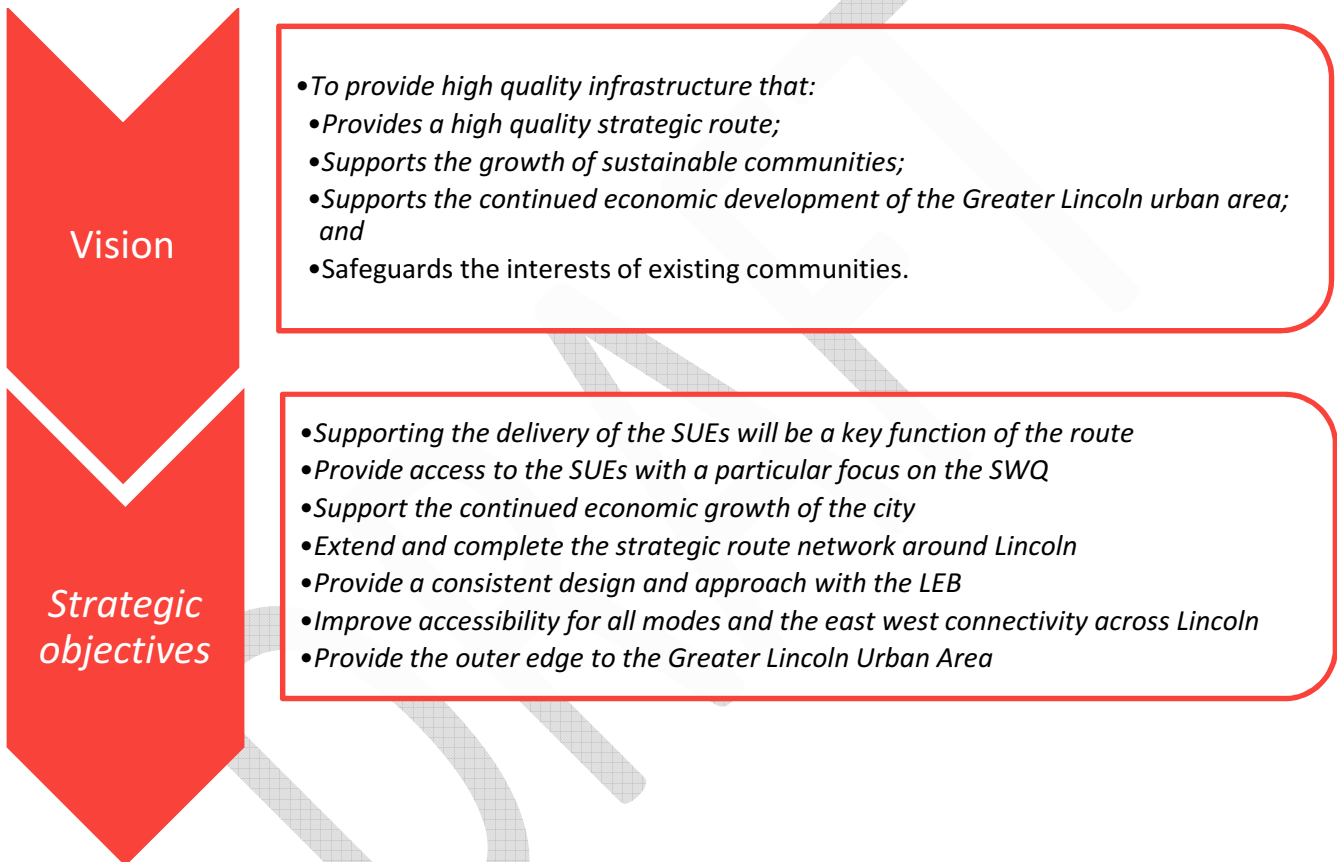 Vision
•To provide high quality infrastructure that:
•Provides a high quality strategic route;
•Supports the growth of sustainable communities;
•Supports the continued economic development of the Greater Lincoln urban area;
and
•Safeguards the interests of existing communities.
Strategic
objectives
•Supporting the delivery of the SUEs will be a key function of the route
•Provide access to the SUEs with a particular focus on the SWQ
•Support the continued economic growth of the city
•Extend and complete the strategic route network around Lincoln
•Provide a consistent design and approach with the LEB
•Improve accessibility for all modes and the east west connectivity across Lincoln
•Provide the outer edge to the Greater Lincoln Urban Area
DRAFT